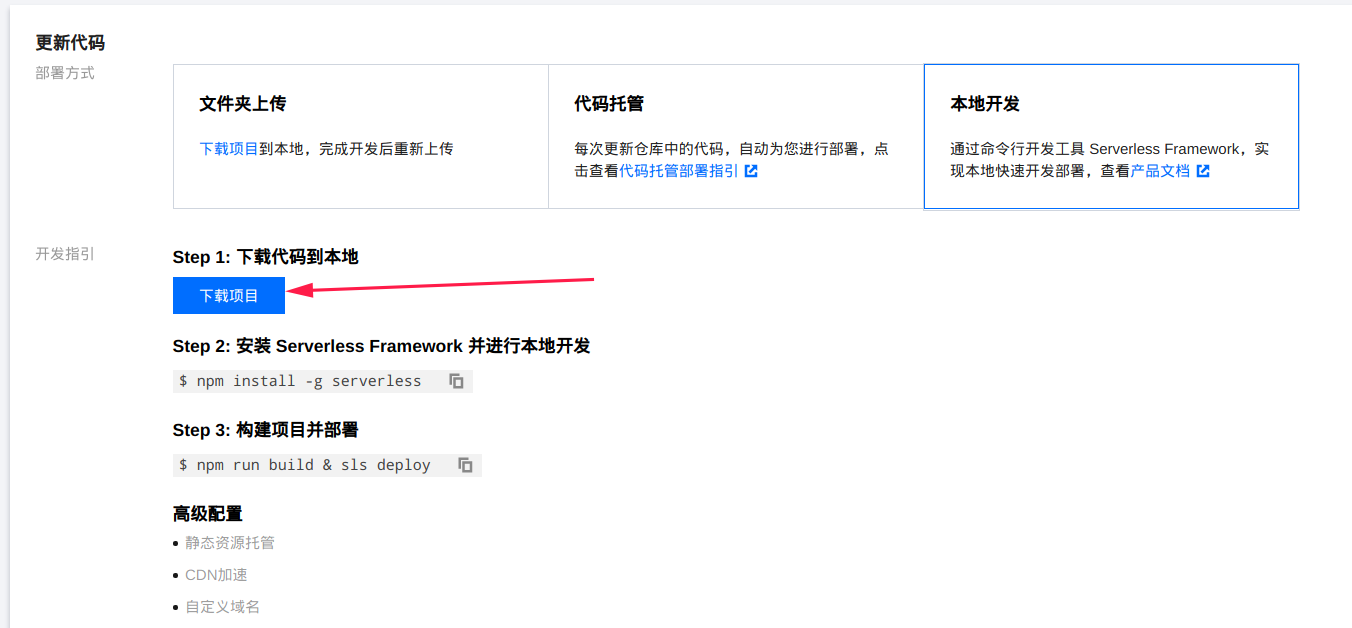 更新代码
部署方式
文件夹上传
下载项目到本地，完成开发后重新上传
代码托管
每次更新仓库中的代码，自动为您进行部署，点
击查看代码托管部署指引
本地开发
通过命令行开发工具 Serverless Framework，实
现本地快速开发部署，查看产品文档
开发指引
Step 1: 下载代码到本地
下载项目
Step 2: 安装 Serverless Framework 并进行本地开发
$ npm install -g serverless
Step 3: 构建项目并部署
$ npm run build & sls deploy
高级配置
静态资源托管
CDN加速
自定义域名